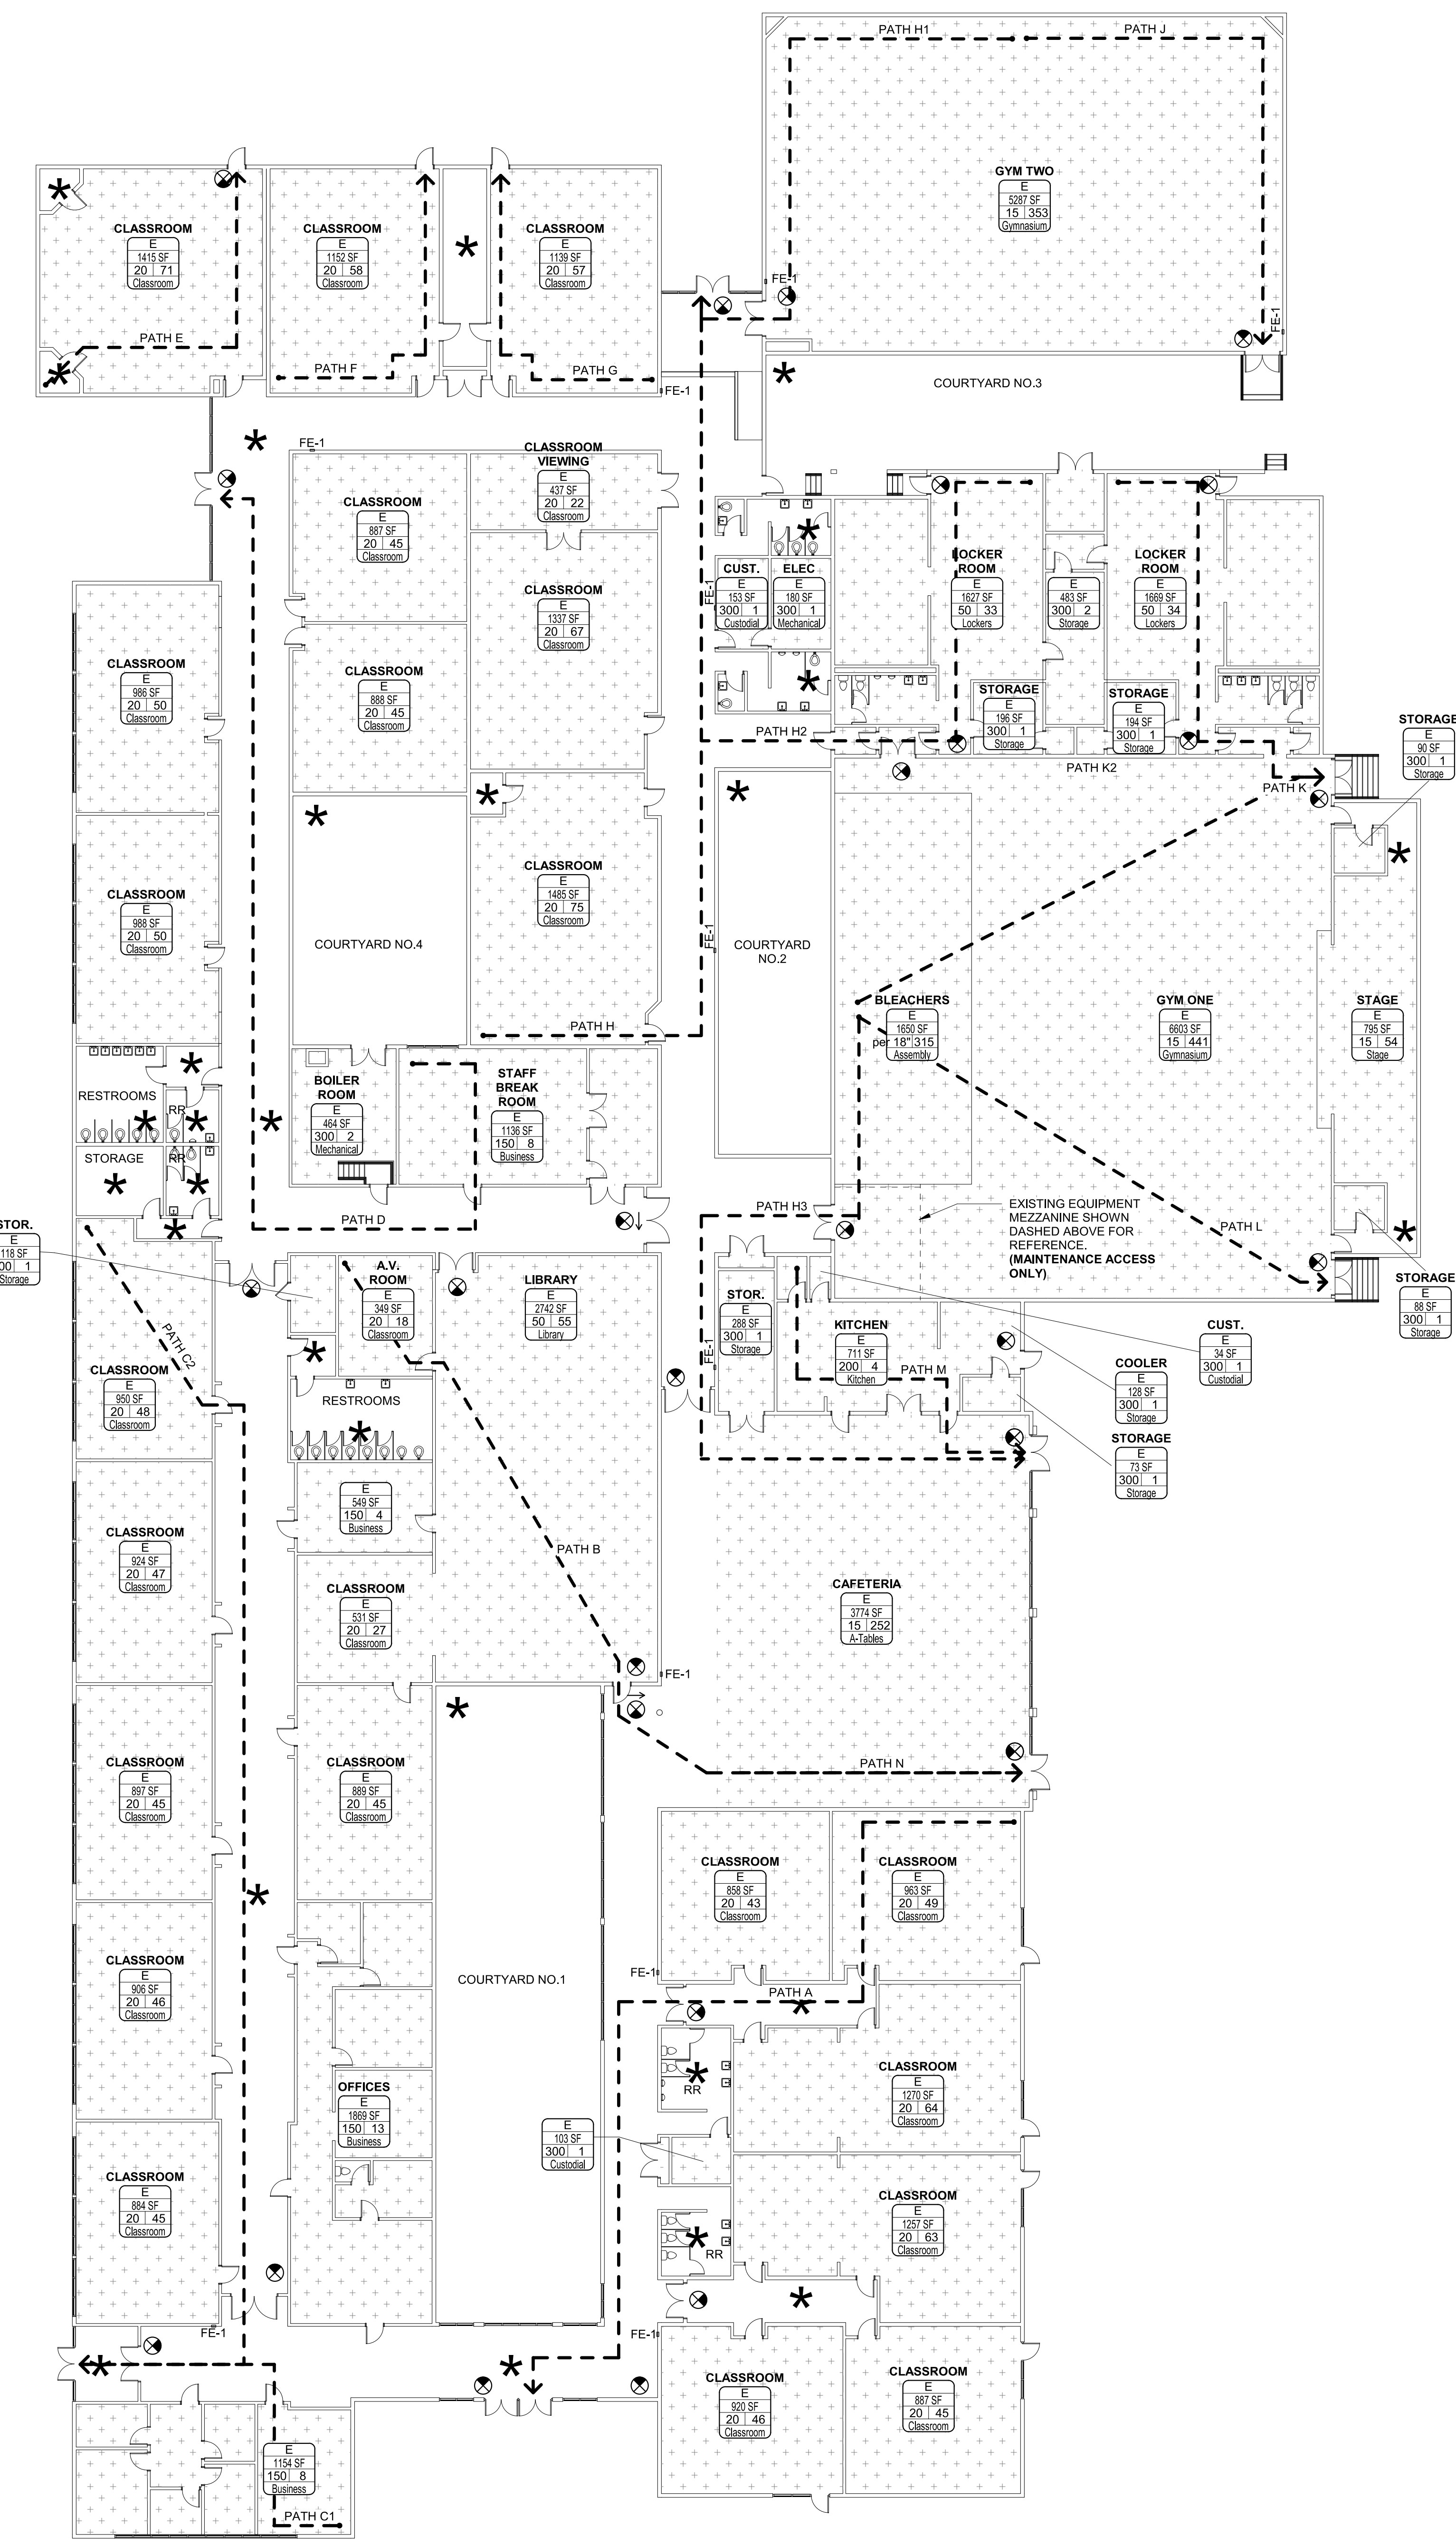 PATH H1
PATH J
GYM TWO
E
5287 SF
15 353
Gymnasium
FE-1
FE-1
CLASSROOM
E
1415 SF
20 71
Classroom
CLASSROOM
E
1152 SF
20 58
Classroom
CLASSROOM
E
1139 SF
20 57
Classroom
PATH E
PATH F
PATH G
FE-1
COURTYARD NO.3
FE-1
CLASSROOM
VIEWING
E
437 SF
20 22
Classroom
CLASSROOM
E
887 SF
20 45
Classroom
CLASSROOM
E
1337 SF
20 67
Classroom
CUST.
E
153 SF
300 1
Custodial
ELEC
E
180 SF
300 1
Mechanical
FE-1
LOCKER
ROOM
E
1627 SF
50 33
Lockers
E
483 SF
300 2
Storage
LOCKER
ROOM
E
1669 SF
50 34
Lockers
CLASSROOM
E
986 SF
20 50
Classroom
CLASSROOM
E
888 SF
20 45
Classroom
STORAGE
E
196 SF
300 1
Storage
STORAGE
E
194 SF
300 1
Storage
STORAGE
E
90 SF
300 1
Storage
PATH H2
PATH K2
PATH K
CLASSROOM
E
988 SF
20 50
Classroom
COURTYARD NO.4
CLASSROOM
E
1485 SF
20 75
Classroom
FE-1
COURTYARD
NO.2
BLEACHERS
E
1650 SF
per 18" 315
Assembly
GYM ONE
E
6603 SF
15 441
Gymnasium
STAGE
E
795 SF
15 54
Stage
PATH H
RESTROOMS
RR
STORAGE
RR
BOILER
ROOM
E
464 SF
300 2
Mechanical
STAFF
BREAK
ROOM
E
1136 SF
150 8
Business
PATH D
PATH H3
EXISTING EQUIPMENT
MEZZANINE SHOWN
DASHED ABOVE FOR
REFERENCE.
(MAINTENANCE ACCESS
ONLY)
PATH L
STORAGE
E
88 SF
300 1
Storage
STOR.
E
118 SF
00 1
Storage
A.V.
ROOM
E
349 SF
20 18
Classroom
LIBRARY
E
2742 SF
50 55
Library
STOR.
E
288 SF
300 1
Storage
FE-1
KITCHEN
E
711 SF
200 4
Kitchen
PATH M
CUST.
E
34 SF
300 1
Custodial
COOLER
E
128 SF
300 1
Storage
STORAGE
E
73 SF
300 1
Storage
PATH C2
CLASSROOM
E
950 SF
20 48
Classroom
RESTROOMS
E
549 SF
150 4
Business
CLASSROOM
E
924 SF
20 47
Classroom
PATH B
CLASSROOM
E
531 SF
20 27
Classroom
CAFETERIA
E
3774 SF
15 252
A-Tables
FE-1
CLASSROOM
E
897 SF
20 45
Classroom
CLASSROOM
E
889 SF
20 45
Classroom
PATH N
CLASSROOM
E
858 SF
20 43
Classroom
CLASSROOM
E
963 SF
20 49
Classroom
CLASSROOM
E
906 SF
20 46
Classroom
COURTYARD NO.1
FE-1
PATH A
RR
CLASSROOM
E
1270 SF
20 64
Classroom
OFFICES
E
1869 SF
150 13
Business
E
103 SF
300 1
Custodial
CLASSROOM
E
884 SF
20 45
Classroom
RR
CLASSROOM
E
1257 SF
20 63
Classroom
FE-1
FE-1
CLASSROOM
E
920 SF
20 46
Classroom
CLASSROOM
E
887 SF
20 45
Classroom
E
1154 SF
150 8
Business
PATH C1